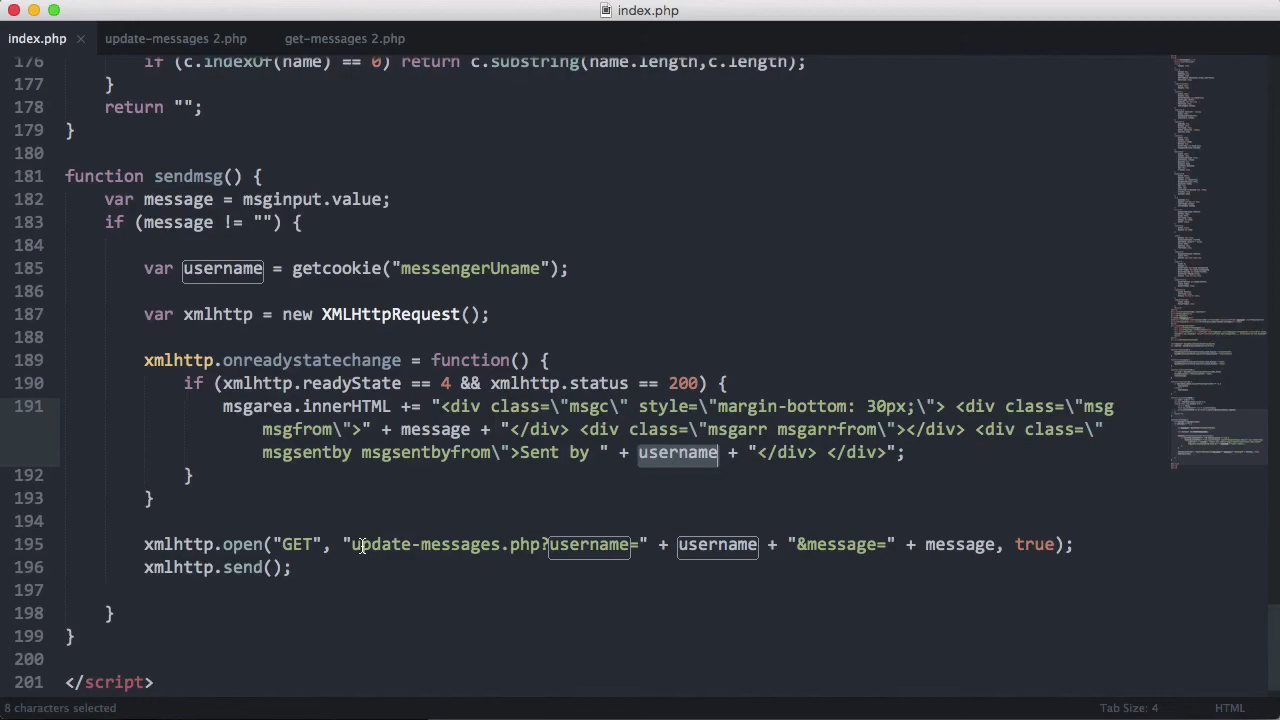 index.php
index.php × update-messages 2.php get-messages 2.php
176 if (c.indexOf(name) == 0) return c.substring(name.length,c.length);
177 }
178 return "";
179 }
180
181 function sendmsg() {
182 var message = msginput.value;
183 if (message != "") {
184
185 var username = getcookie("messengerUname");
186
187 var xmlhttp = new XMLHttpRequest();
188
189 xmlhttp.onreadystatechange = function() {
190 if (xmlhttp.readyState == 4 && xmlhttp.status == 200) {
191 msgarea.innerHTML += "<div class=\"msgc\" style=\"margin-bottom: 30px;\"> <div class=\"msg
msgfrom\">" + message + "</div> <div class=\"msgarr msgarrfrom\"></div> <div class=\"
msgsentby msgsentbyfrom\">Sent by " + username + "</div> </div>";
192 }
193 }
194
195 xmlhttp.open("GET", "update-messages.php?username=" + username + "&message=" + message, true);
196 xmlhttp.send();
197
198 }
199 }
200
201 </script>
8 characters selected Tab Size: 4 HTML